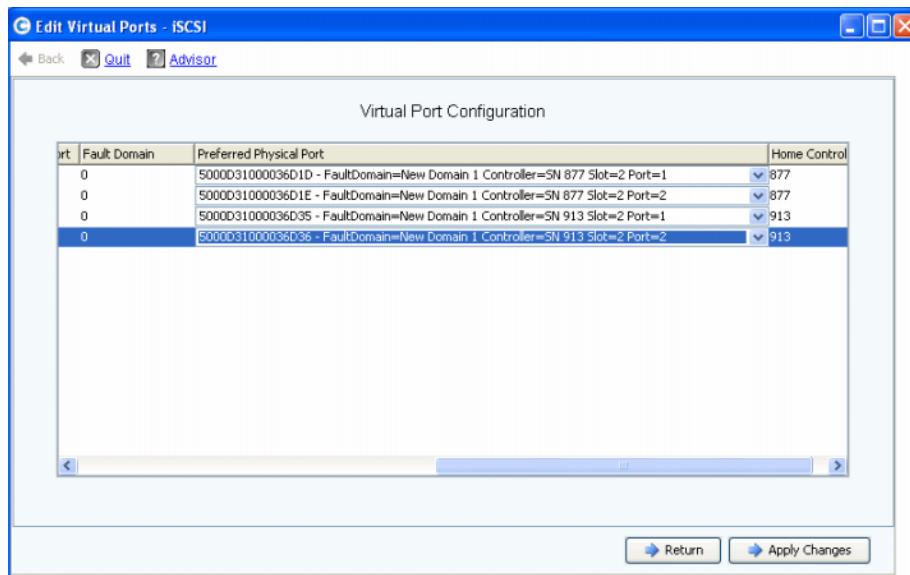 Edit Virtual Ports - iSCSI
Back Quit ? Advisor
Virtual Port Configuration
ort Fault Domain Preferred Physical Port Home Control
0 5000D31000036D1D - FaultDomain=New Domain 1 Controller=SN 877 Slot=2 Port=1 877
0 5000D31000036D1E - FaultDomain=New Domain 1 Controller=SN 877 Slot=2 Port=2 877
0 5000D31000036D35 - FaultDomain=New Domain 1 Controller=SN 913 Slot=2 Port=1 913
0 5000D31000036D36 - FaultDomain=New Domain 1 Controller=SN 913 Slot=2 Port=2 913
Return Apply Changes